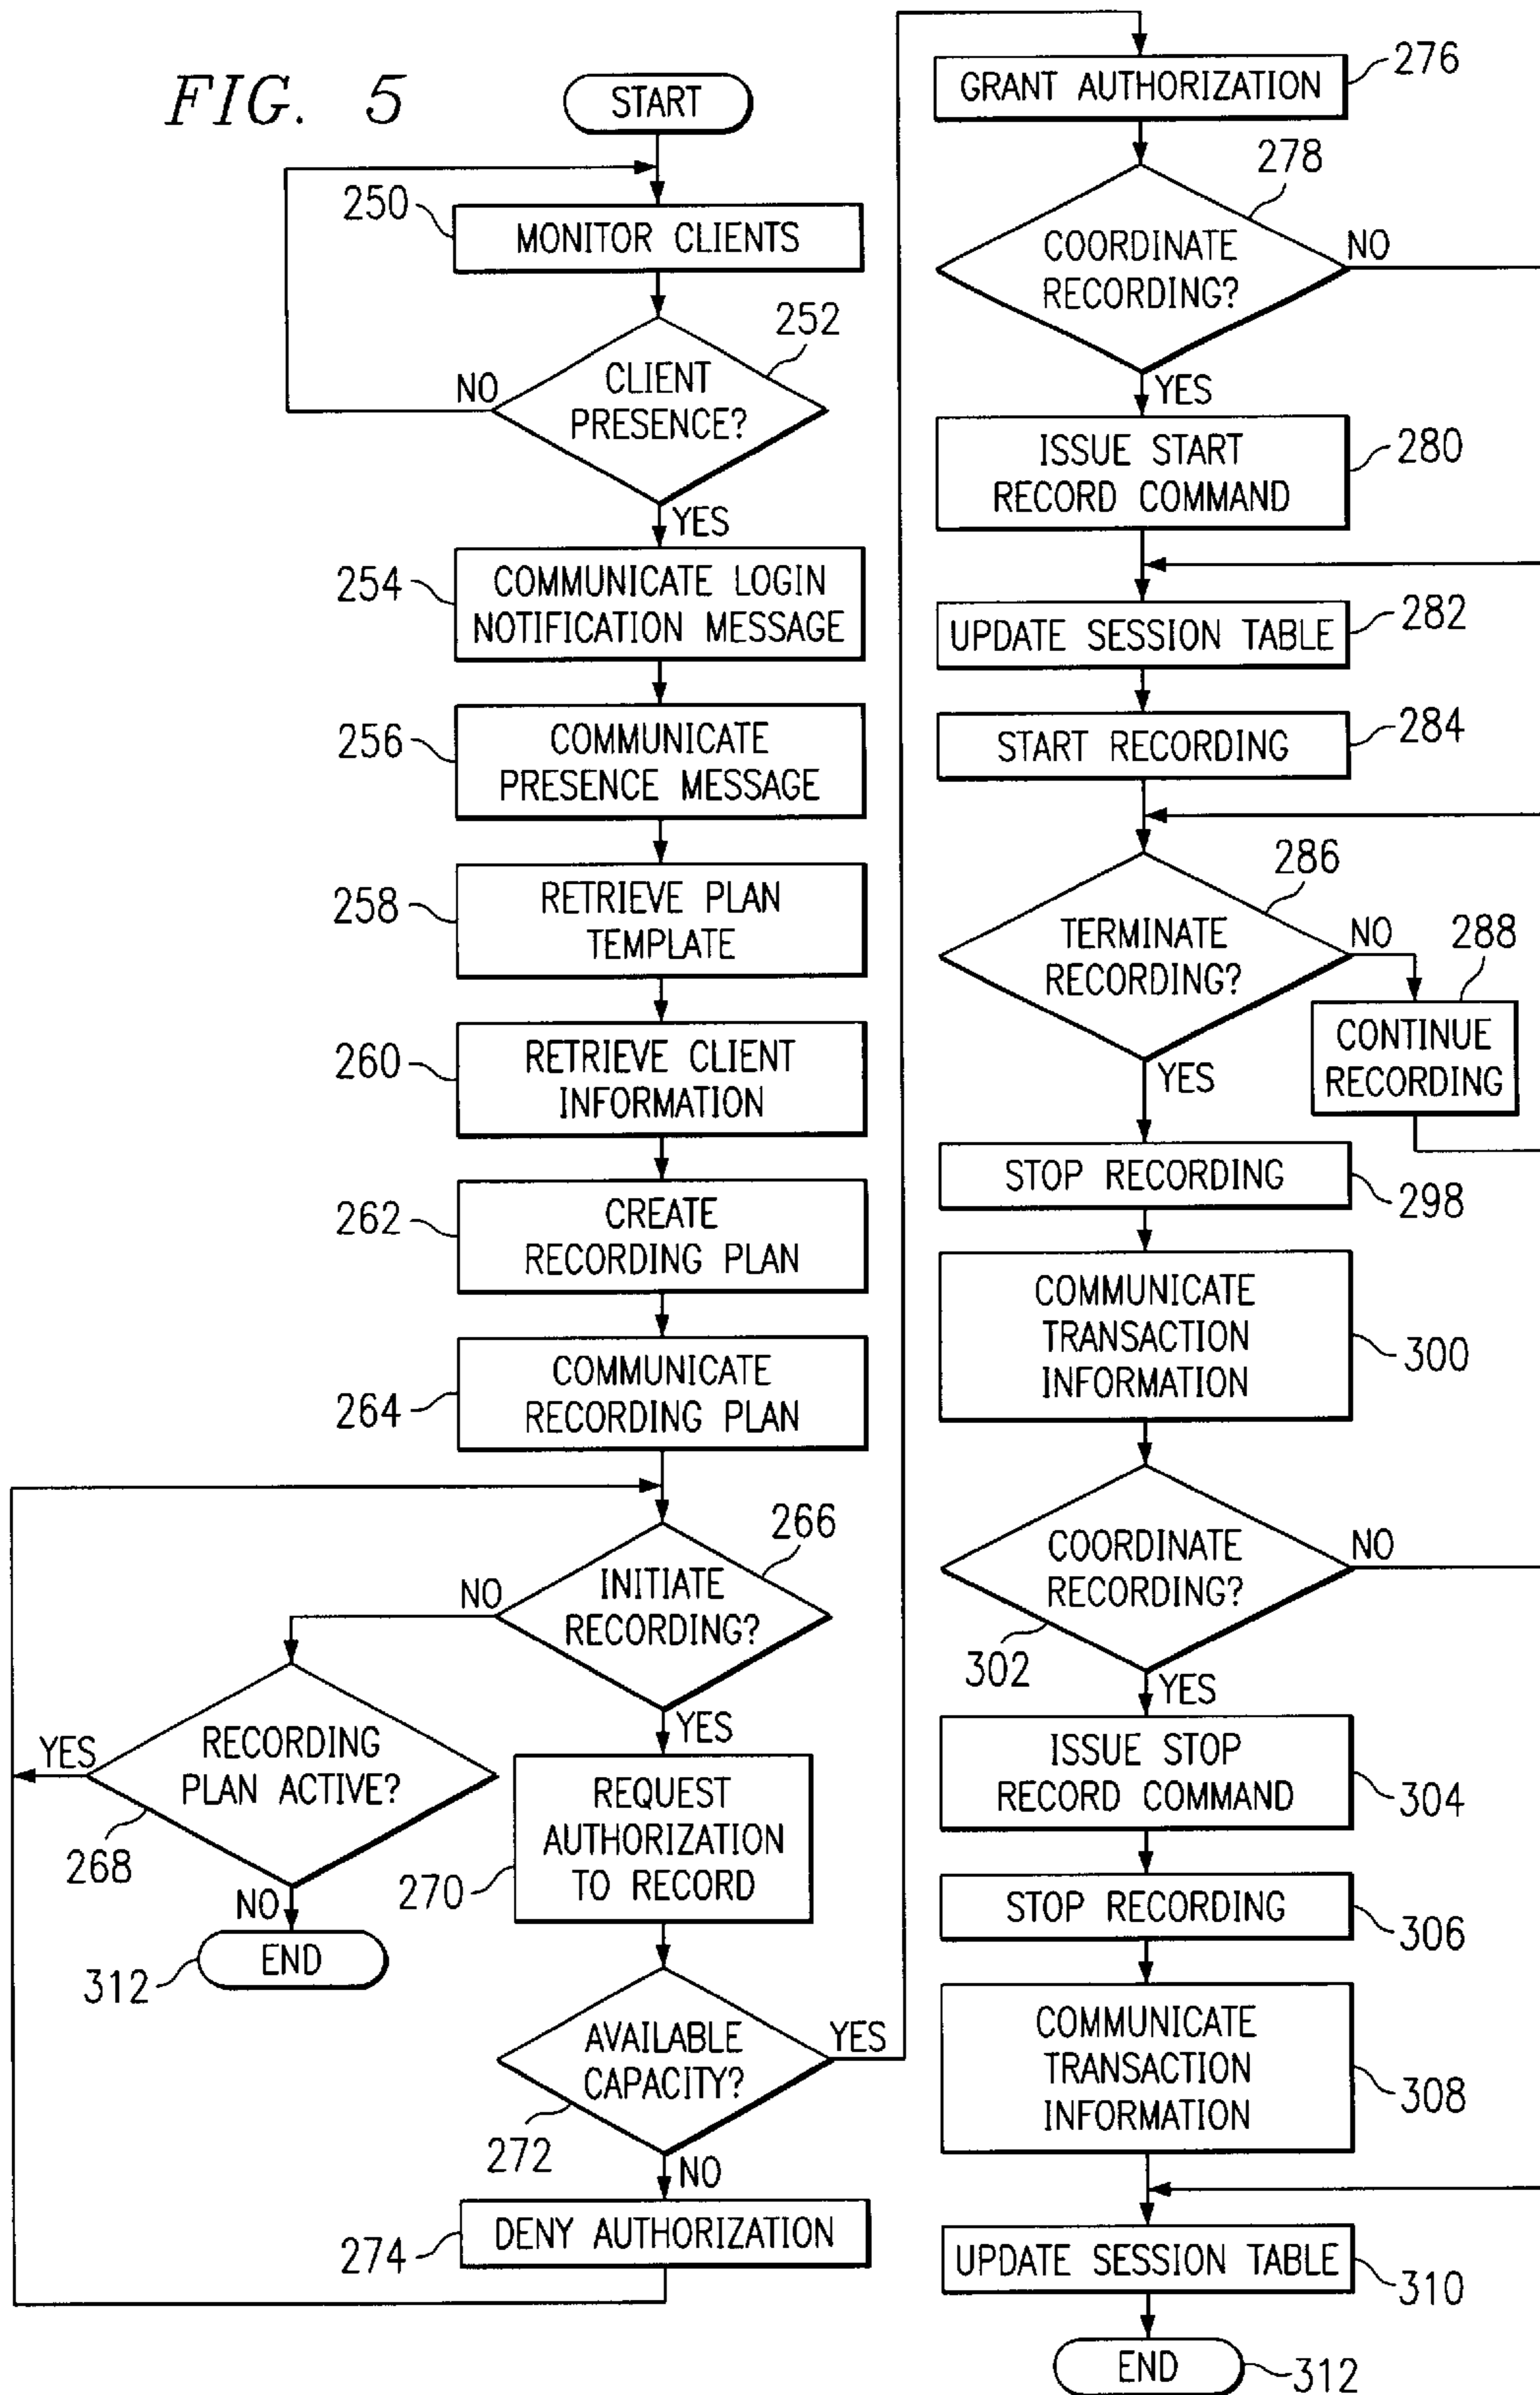 FIG. 5
START
250
MONITOR CLIENTS
252
CLIENT
PRESENCE?
NO
YES
254
COMMUNICATE LOGIN
NOTIFICATION MESSAGE
256
COMMUNICATE
PRESENCE MESSAGE
258
RETRIEVE PLAN
TEMPLATE
260
RETRIEVE CLIENT
INFORMATION
262
CREATE
RECORDING PLAN
264
COMMUNICATE
RECORDING PLAN
266
INITIATE
RECORDING?
NO
YES
RECORDING
PLAN ACTIVE?
YES
268
NO
END
312
REQUEST
AUTHORIZATION
TO RECORD
270
AVAILABLE
CAPACITY?
YES
272
NO
DENY AUTHORIZATION
274
GRANT AUTHORIZATION
276
278
COORDINATE
RECORDING?
NO
YES
ISSUE START
RECORD COMMAND
280
UPDATE SESSION TABLE
282
START RECORDING
284
286
TERMINATE
RECORDING?
NO
288
CONTINUE
RECORDING
YES
STOP RECORDING
298
COMMUNICATE
TRANSACTION
INFORMATION
300
COORDINATE
RECORDING?
NO
302
YES
ISSUE STOP
RECORD COMMAND
304
STOP RECORDING
306
COMMUNICATE
TRANSACTION
INFORMATION
308
UPDATE SESSION TABLE
310
END
312